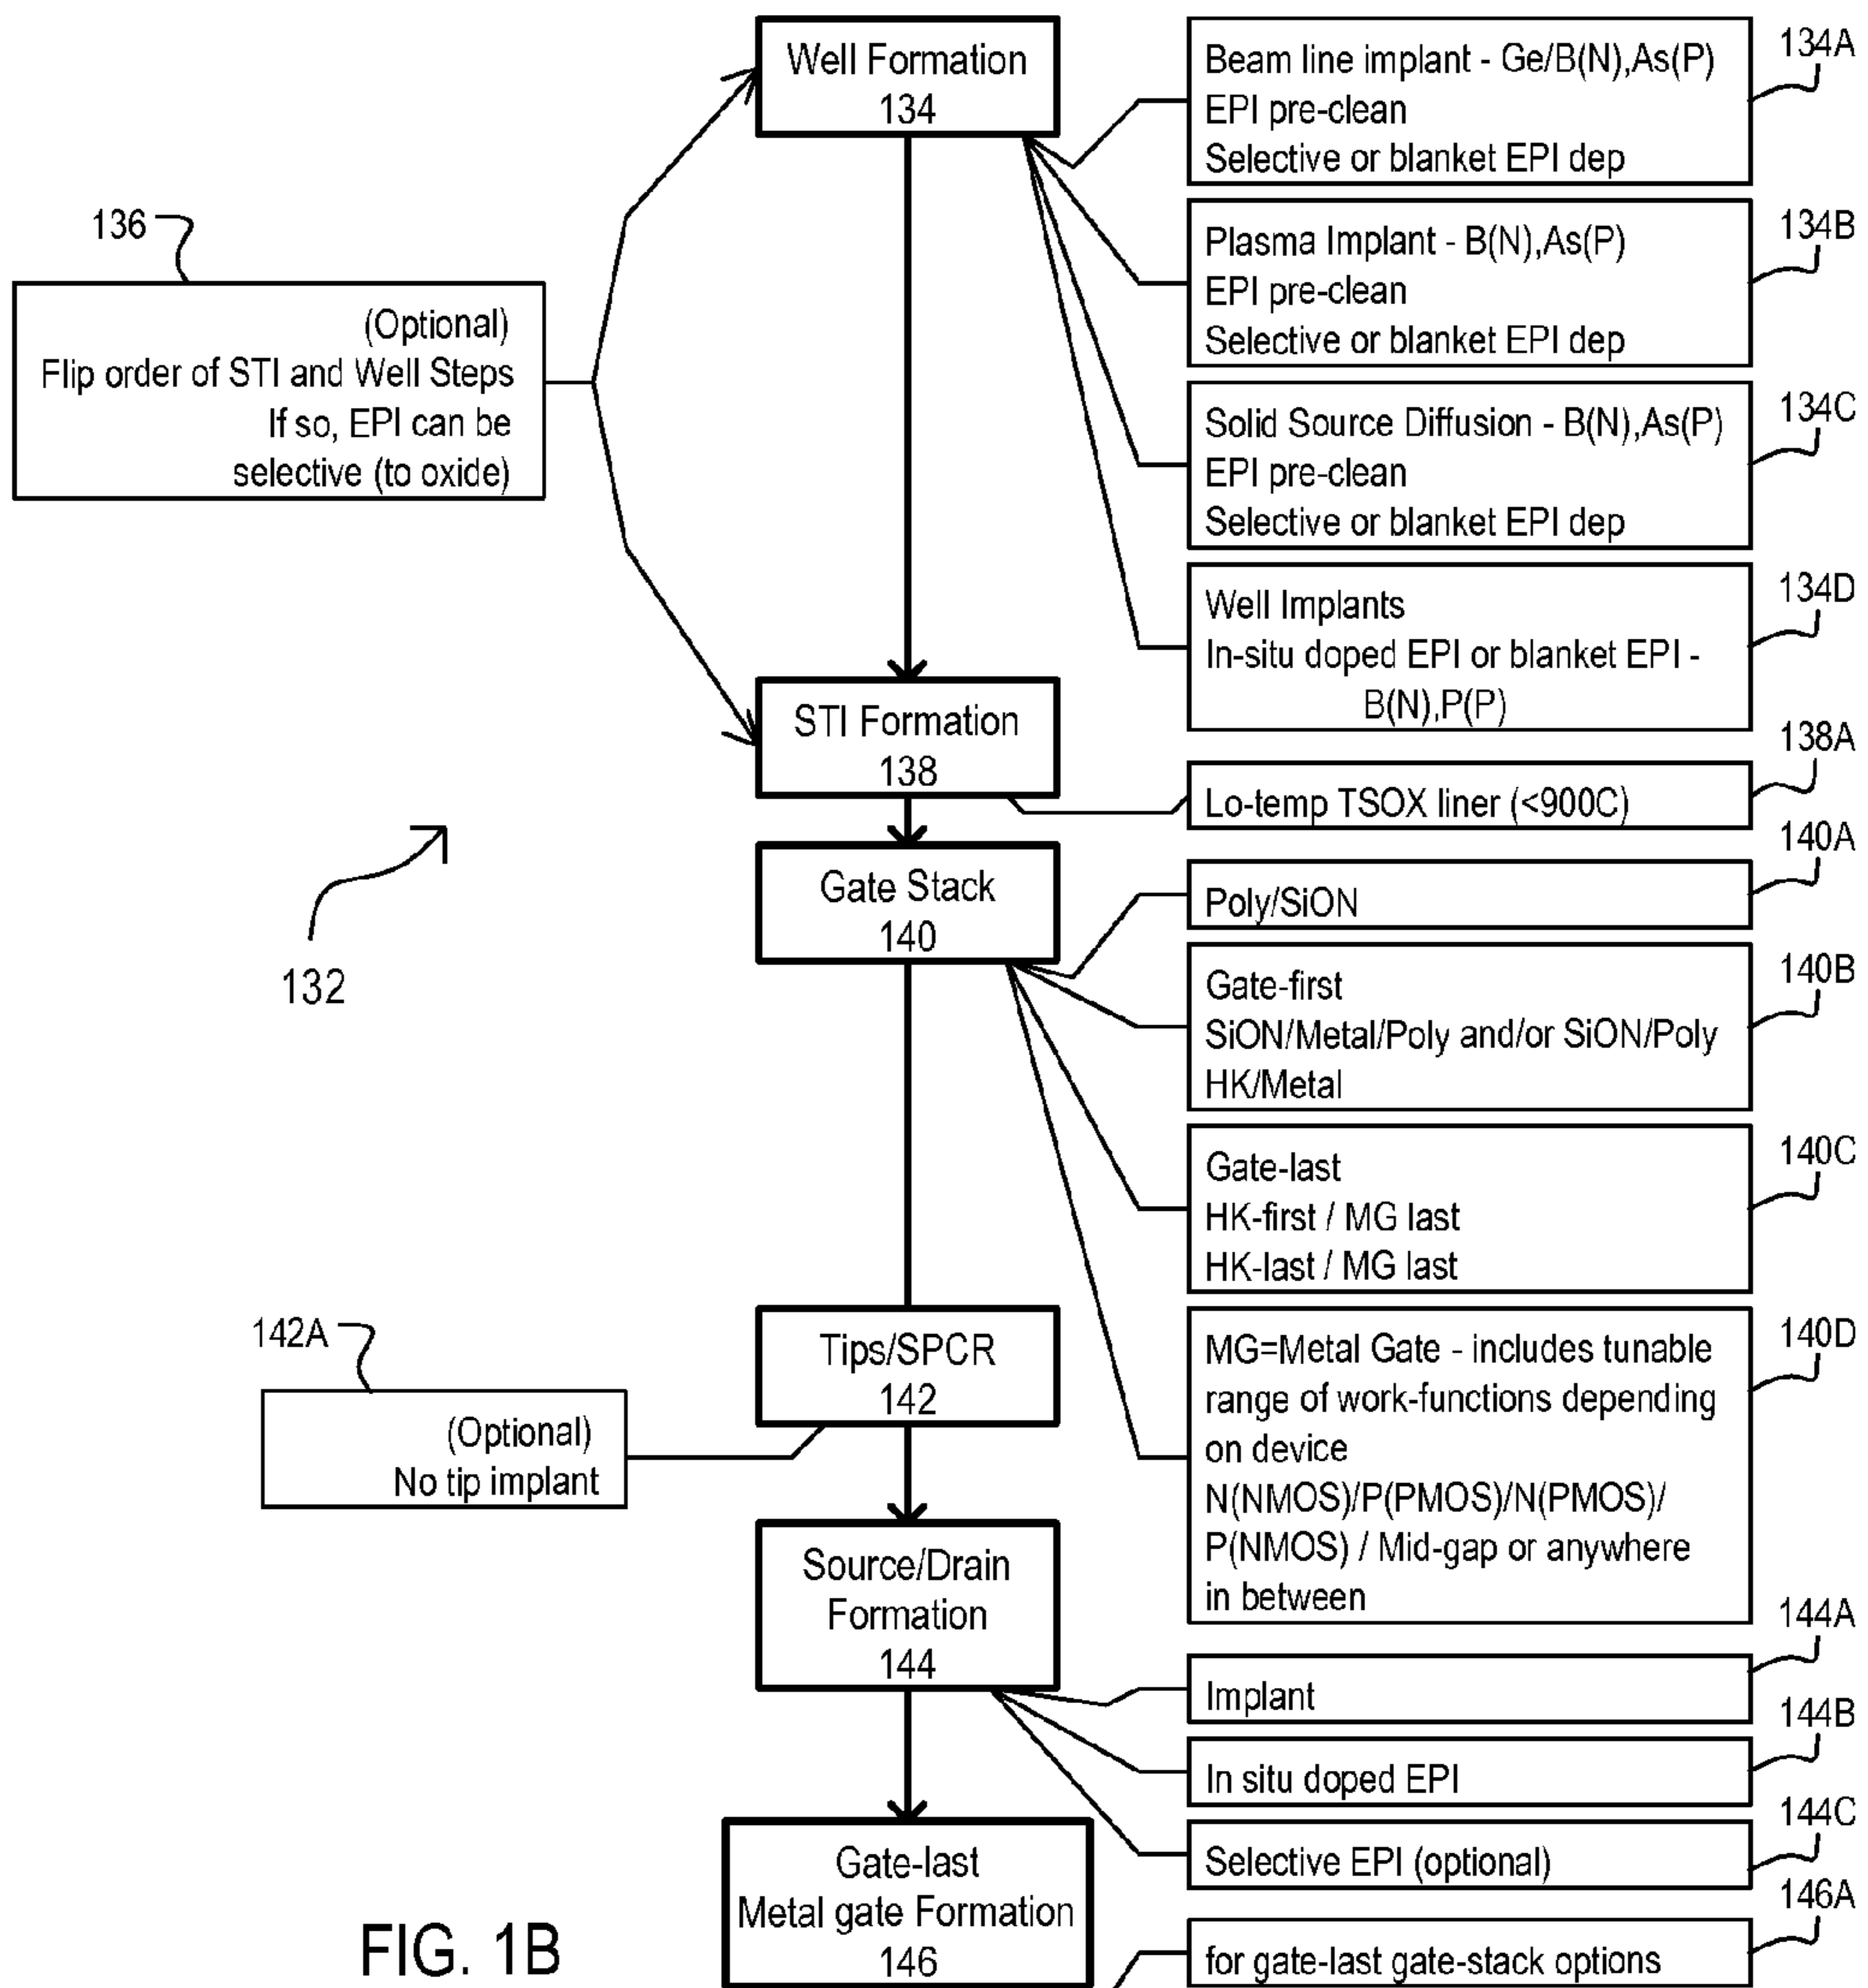 Well Formation
134
Beam line implant - Ge/B(N),As(P)
EPI pre-clean
Selective or blanket EPI dep
134A
Plasma Implant - B(N),As(P)
EPI pre-clean
Selective or blanket EPI dep
134B
136
(Optional)
Flip order of STI and Well Steps
If so, EPI can be
selective (to oxide)
Solid Source Diffusion - B(N),As(P)
EPI pre-clean
Selective or blanket EPI dep
134C
Well Implants
In-situ doped EPI or blanket EPI -
B(N),P(P)
134D
STI Formation
138
Lo-temp TSOX liner (<900C)
138A
132
Gate Stack
140
Poly/SiON
140A
Gate-first
SiON/Metal/Poly and/or SiON/Poly
HK/Metal
140B
Gate-last
HK-first / MG last
HK-last / MG last
140C
MG=Metal Gate - includes tunable
range of work-functions depending
on device
N(NMOS)/P(PMOS)/N(PMOS)/
P(NMOS) / Mid-gap or anywhere
in between
140D
Tips/SPCR
142
142A
(Optional)
No tip implant
Source/Drain
Formation
144
Implant
144A
In situ doped EPI
144B
Selective EPI (optional)
144C
Gate-last
Metal gate Formation
146
for gate-last gate-stack options
146A
FIG. 1B